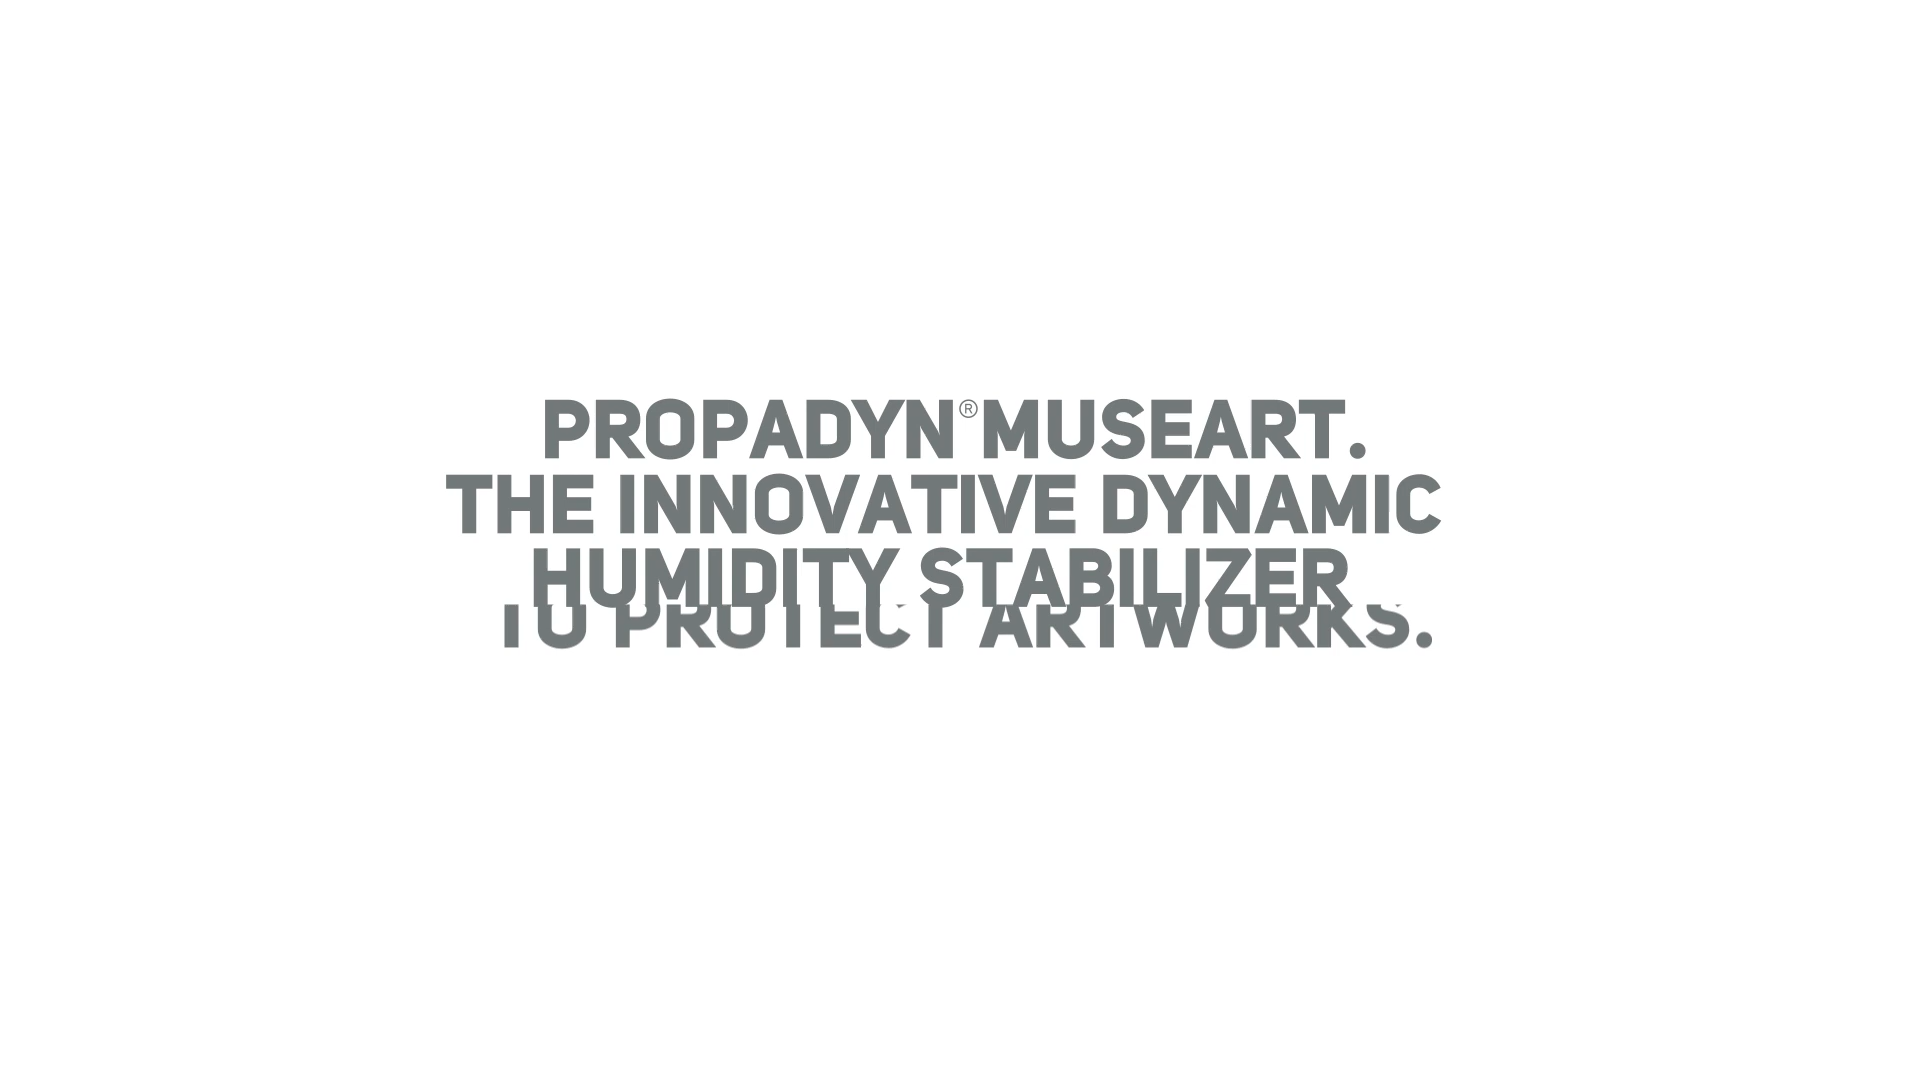 PROPADYN® MUSEART.
THE INNOVATIVE DYNAMIC
HUMIDITY STABILIZER
TO PROTECT ARTWORKS.